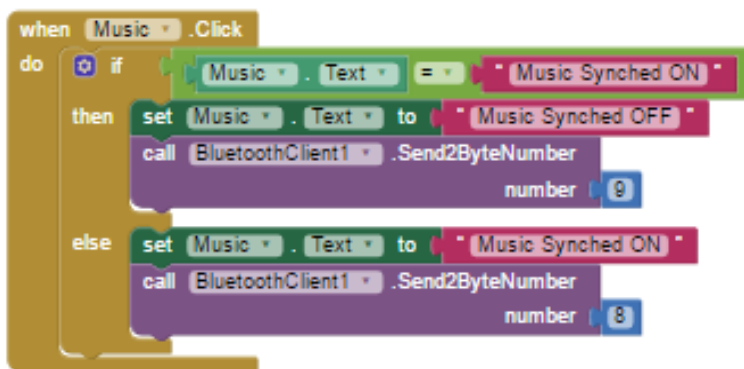 when Music .Click
do if Music . Text = " Music Synched ON "
then set Music . Text to " Music Synched OFF "
call BluetoothClient1 .Send2ByteNumber
number 9
else set Music . Text to " Music Synched ON "
call BluetoothClient1 .Send2ByteNumber
number 8